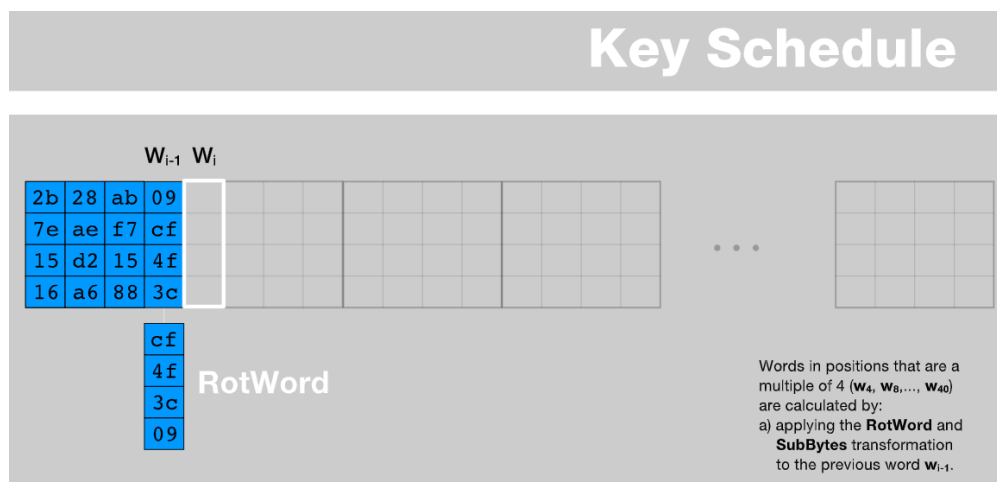 Key Schedule
Wi-1 Wi
2b 28 ab 09
7e ae f7 cf
15 d2 15 4f
16 a6 88 3c
...
cf
4f
RotWord
3c
09
Words in positions that are a
multiple of 4 (w4, w8,..., w40)
are calculated by:
a) applying the RotWord and
SubBytes transformation
to the previous word wi-1.